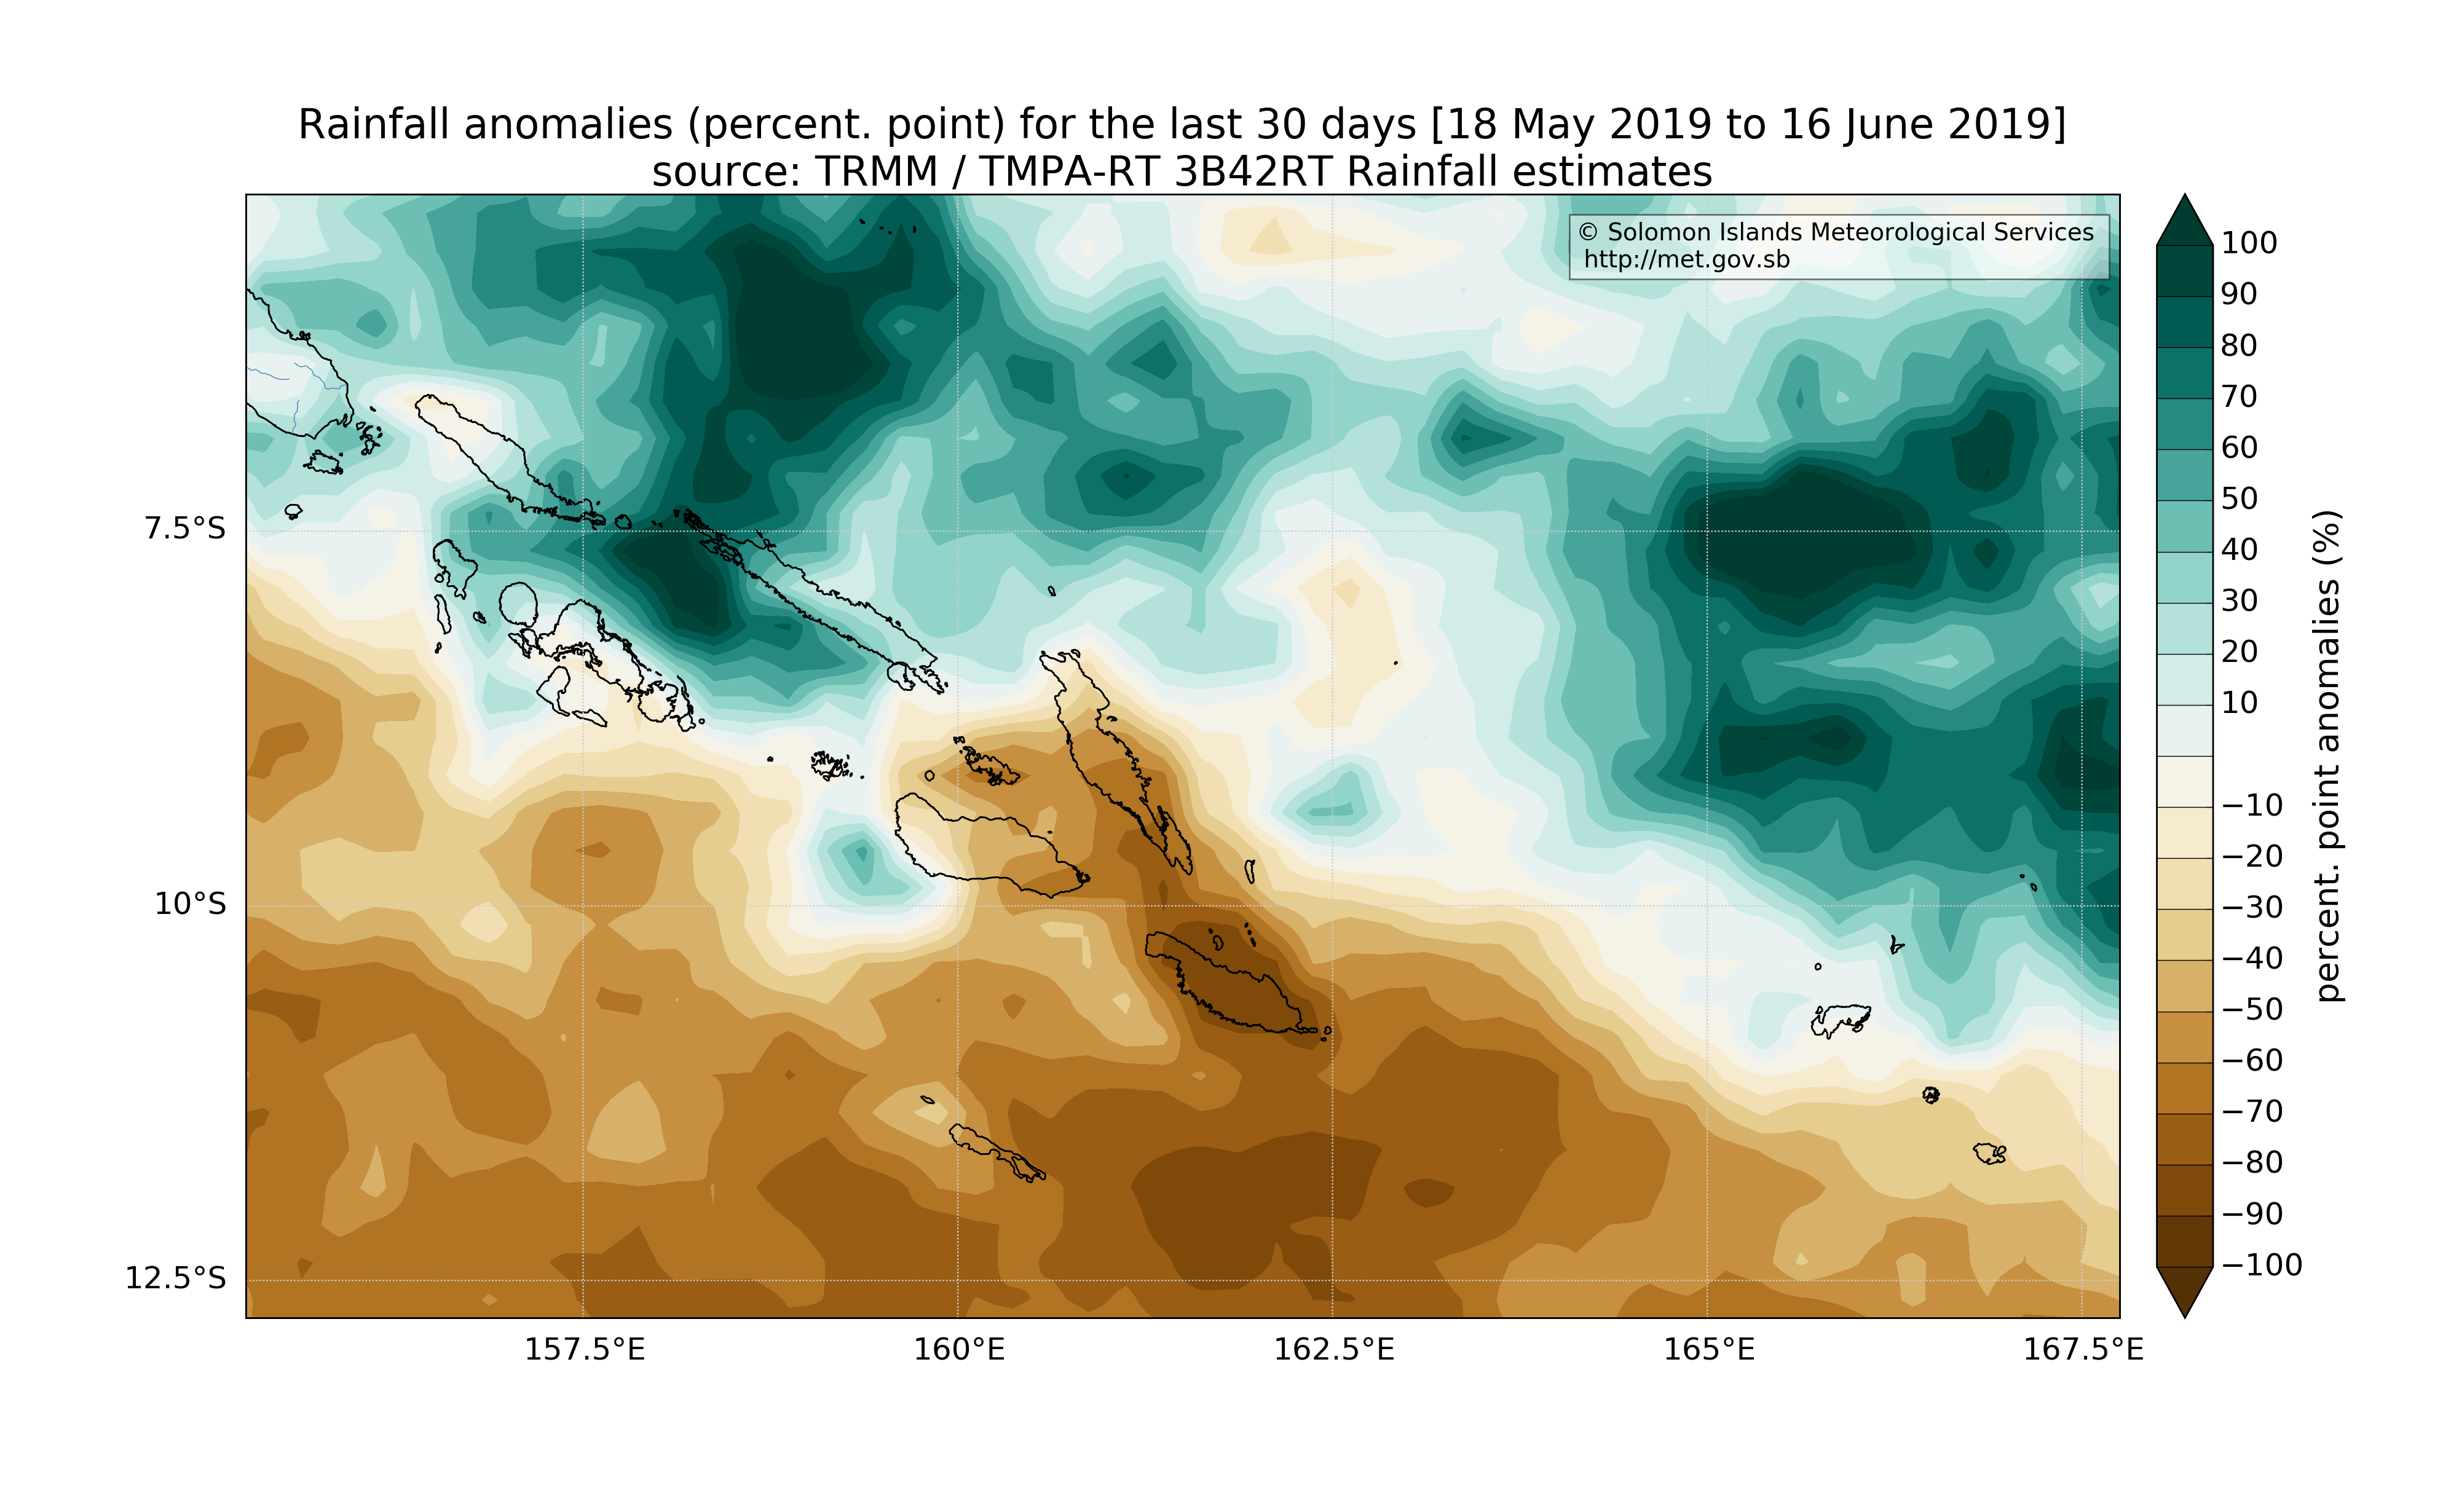 Rainfall anomalies (percent. point) for the last 30 days [18 May 2019 to 16 June 2019]
source: TRMM / TMPA-RT 3B42RT Rainfall estimates
© Solomon Islands Meteorological Services
http://met.gov.sb
7.5°S
10°S
12.5°S
157.5°E
160°E
162.5°E
165°E
167.5°E
100
90
80
70
60
50
40
30
20
10
−10
−20
−30
−40
−50
−60
−70
−80
−90
−100
percent. point anomalies (%)